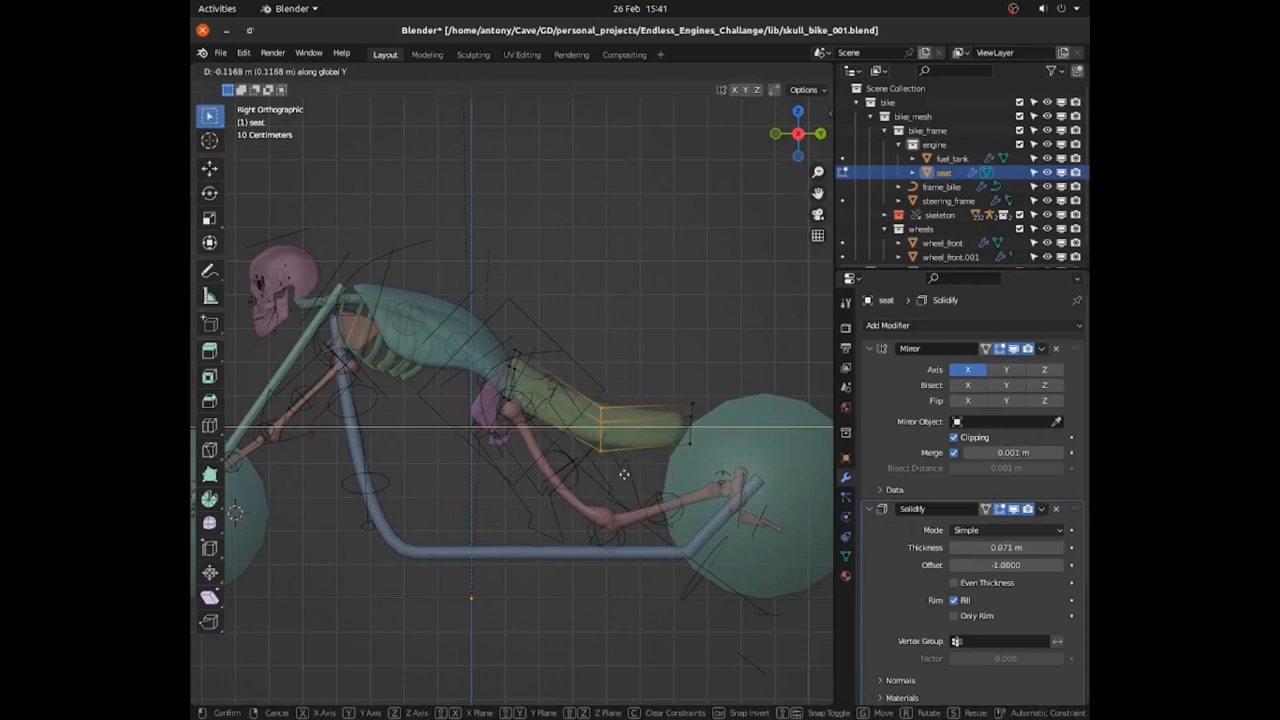 Activities Blender 26 Feb 15:41
Blender* [/home/antony/Cave/GD/personal_projects/Endless_Engines_Challange/lib/skull_bike_001.blend]
File Edit Render Window Help Layout Modeling Sculpting UV Editing Rendering Compositing + Scene ViewLayer
D: -0.1168 m (0.1168 m) along global Y
X Y Z Options
Right Orthographic
(1) seat
10 Centimeters
Z
X Y
Scene Collection
bike
bike_mesh
bike_frame
engine
fuel_tank
seat
frame_bike
steering_frame
skeleton
wheels
wheel_front
wheel_front.001
seat > Solidify
Add Modifier
Mirror
Axis X Y Z
Bisect X Y Z
Flip X Y Z
Mirror Object
Clipping
Merge 0.001 m
Bisect Distance 0.001 m
Data
Solidify
Mode Simple
Thickness 0.071 m
Offset -1.0000
Even Thickness
Rim Fill
Only Rim
Vertex Group
Factor 0.000
Normals
Materials
Confirm Cancel X X Axis Y Y Axis Z Z Axis X X Plane Y Y Plane Z Z Plane C Clear Constraints Snap Invert Snap Toggle G Move R Rotate S Resize Automatic Constraint